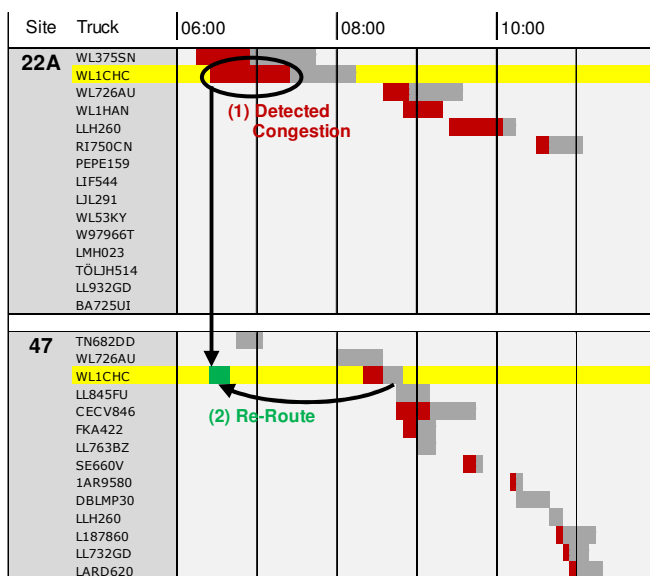 Site Truck 06:00 08:00 10:00
22A WL375SN
WL1CHC
WL726AU
WL1HAN
(1) Detected
Congestion
LLH260
RI750CN
PEPE159
LIF544
LJL291
WL53KY
W97966T
LMH023
TÖLJH514
LL932GD
BA725UI
47 TN682DD
WL726AU
WL1CHC
LL845FU
CECV846
(2) Re-Route
FKA422
LL763BZ
SE660V
1AR9580
DBLMP30
LLH260
L187860
LL732GD
LARD620